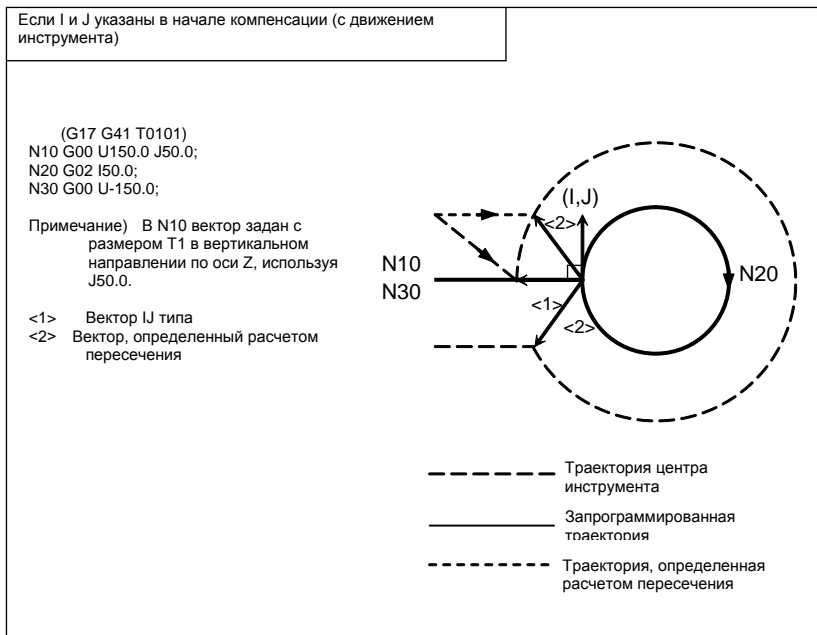 Если I и J указаны в начале компенсации (с движением
инструмента)
(G17 G41 T0101)
N10 G00 U150.0 J50.0;
N20 G02 I50.0;
N30 G00 U-150.0;
Примечание) В N10 вектор задан с
размером T1 в вертикальном
направлении по оси Z, используя
J50.0.
<1> Вектор IJ типа
<2> Вектор, определенный расчетом
пересечения
(I,J)
<2>
N10
N30
N20
<1>
<2>
Траектория центра
инструмента
Запрограммированная
траектория
Траектория, определенная
расчетом пересечения